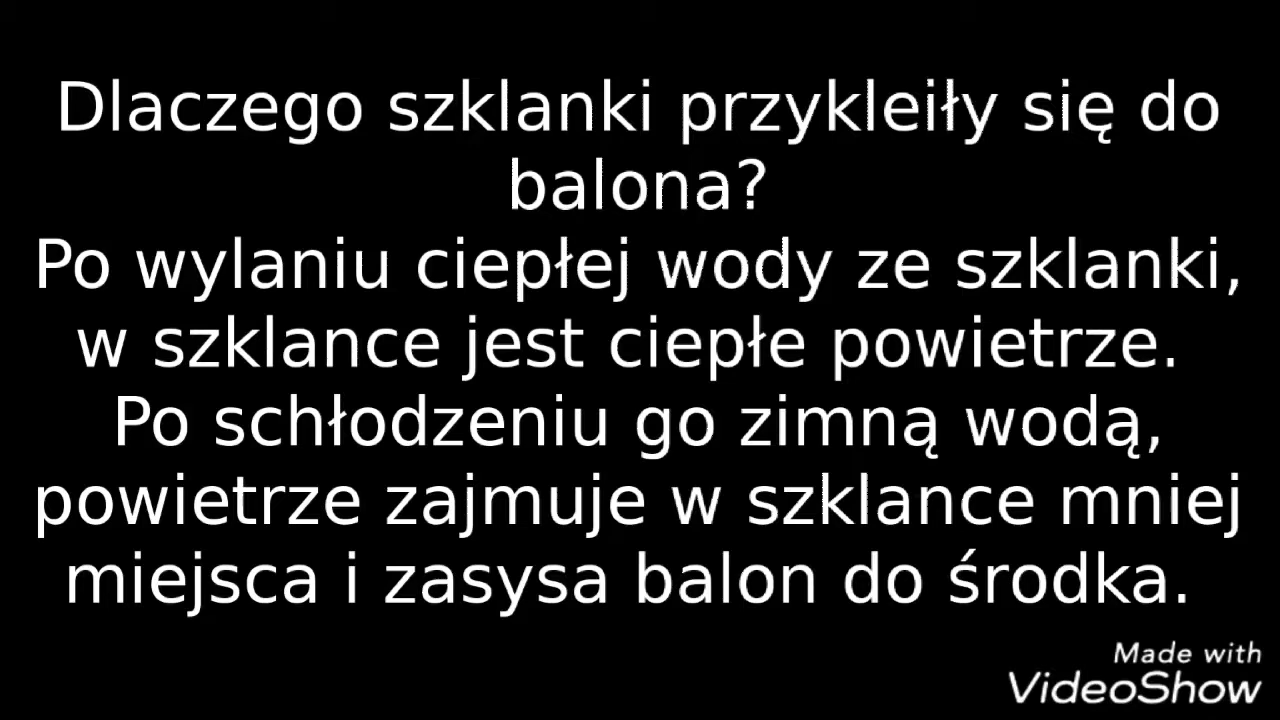 Dlaczego szklanki przykleiły się do
balona?
Po wylaniu ciepłej wody ze szklanki,
w szklance jest ciepłe powietrze.
Po schłodzeniu go zimną wodą,
powietrze zajmuje w szklance mniej
miejsca i zasysa balon do środka.
Made with
VideoShow